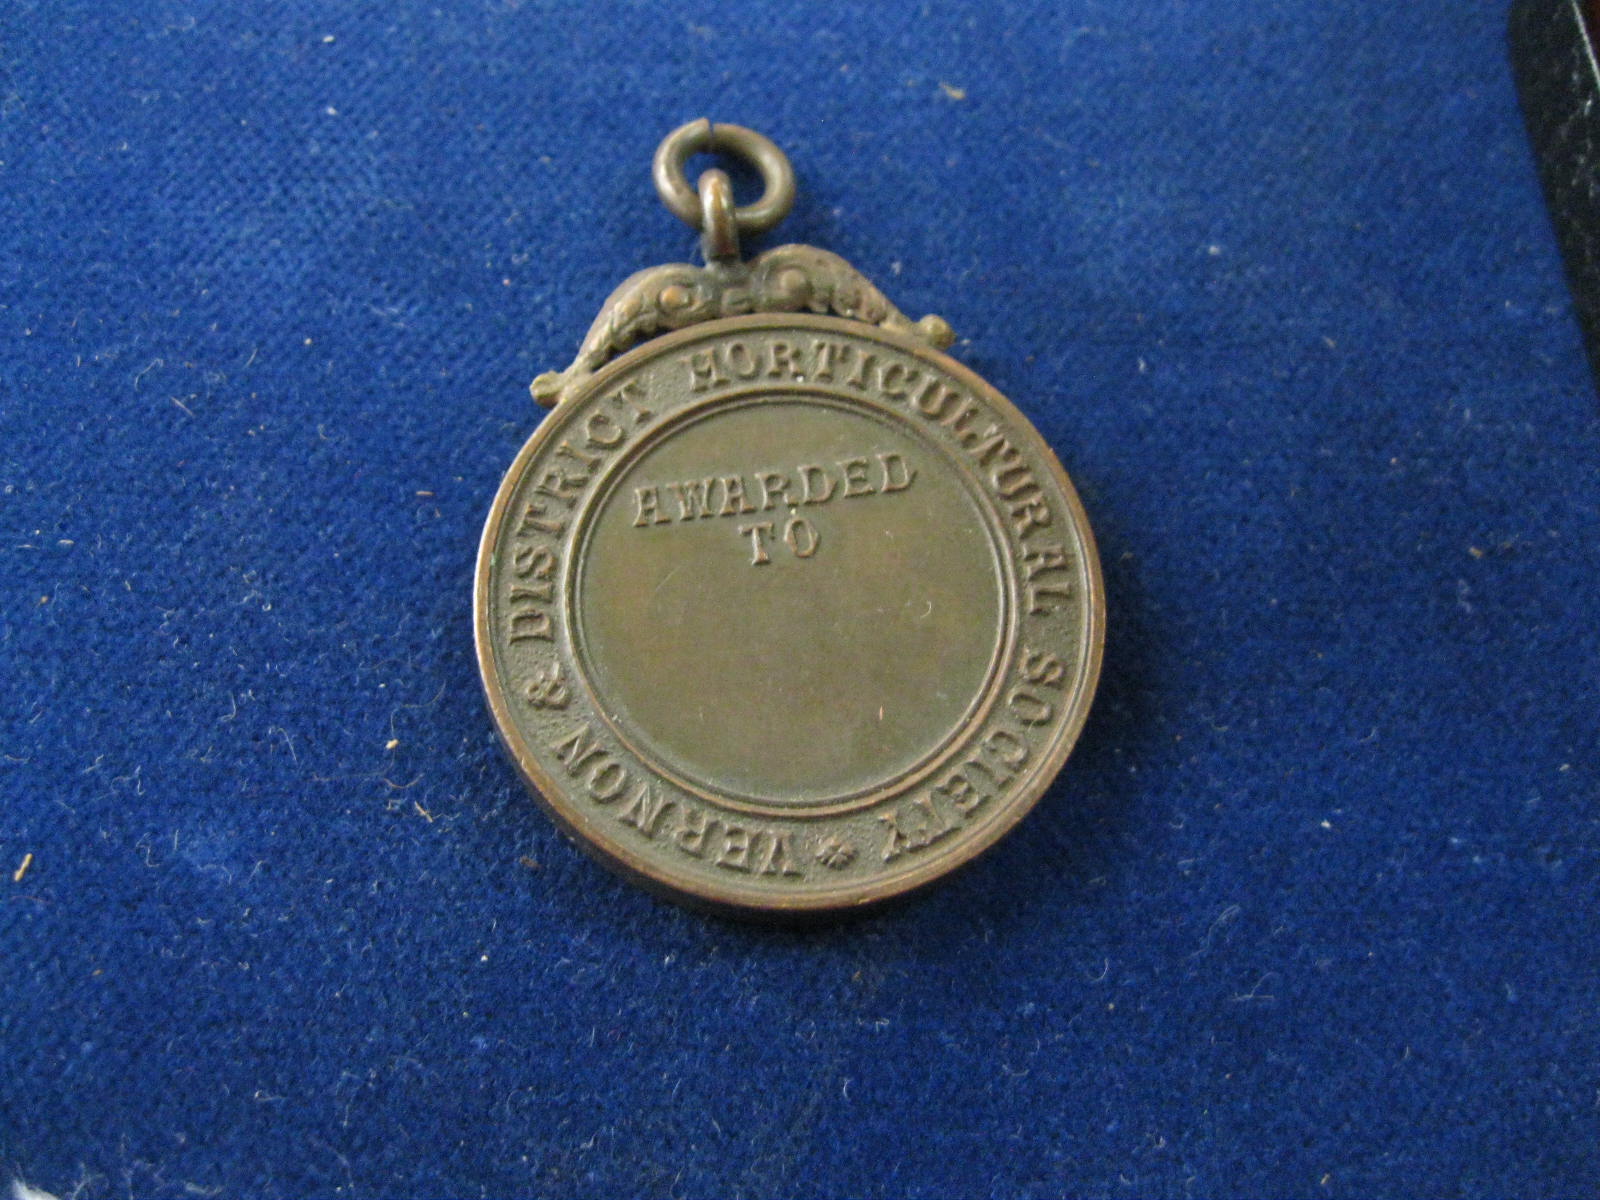 VERNON & DISTRICT HORTICULTURAL SOCIETY
AWARDED
TO